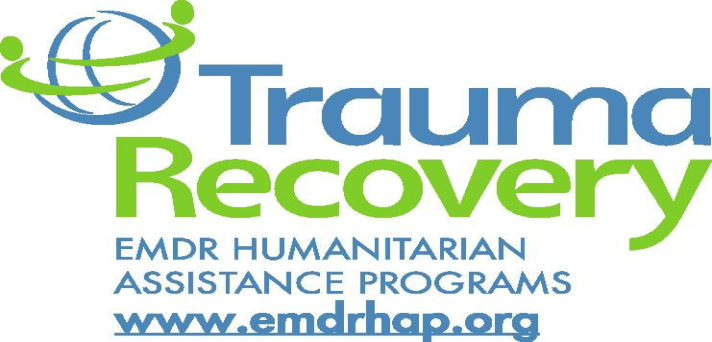 Trauma
Recovery
EMDR HUMANITARIAN
ASSISTANCE PROGRAMS
www.emdrhap.org